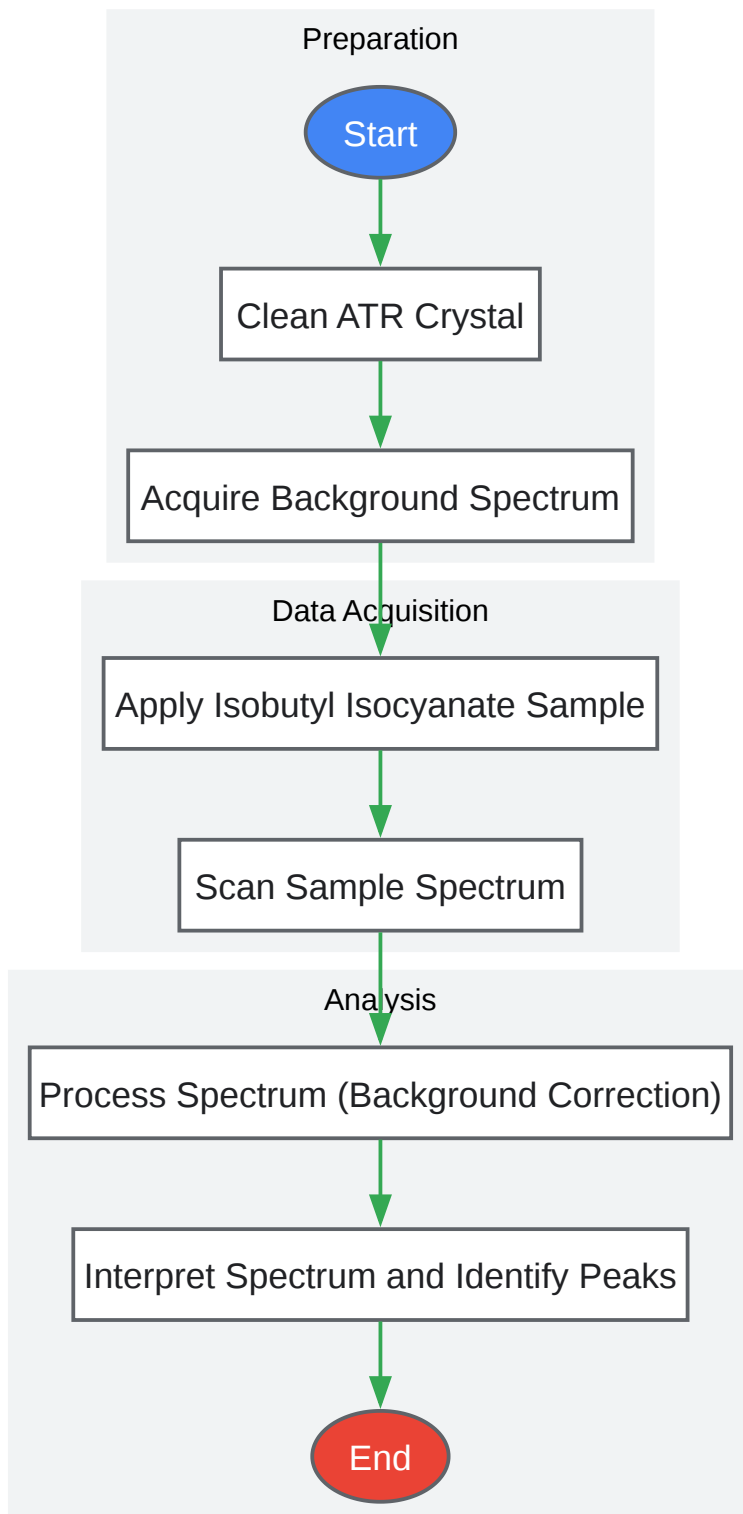 Preparation
Start
Clean ATR Crystal
Acquire Background Spectrum
Data Acquisition
Apply Isobutyl Isocyanate Sample
Scan Sample Spectrum
Analysis
Process Spectrum (Background Correction)
Interpret Spectrum and Identify Peaks
End